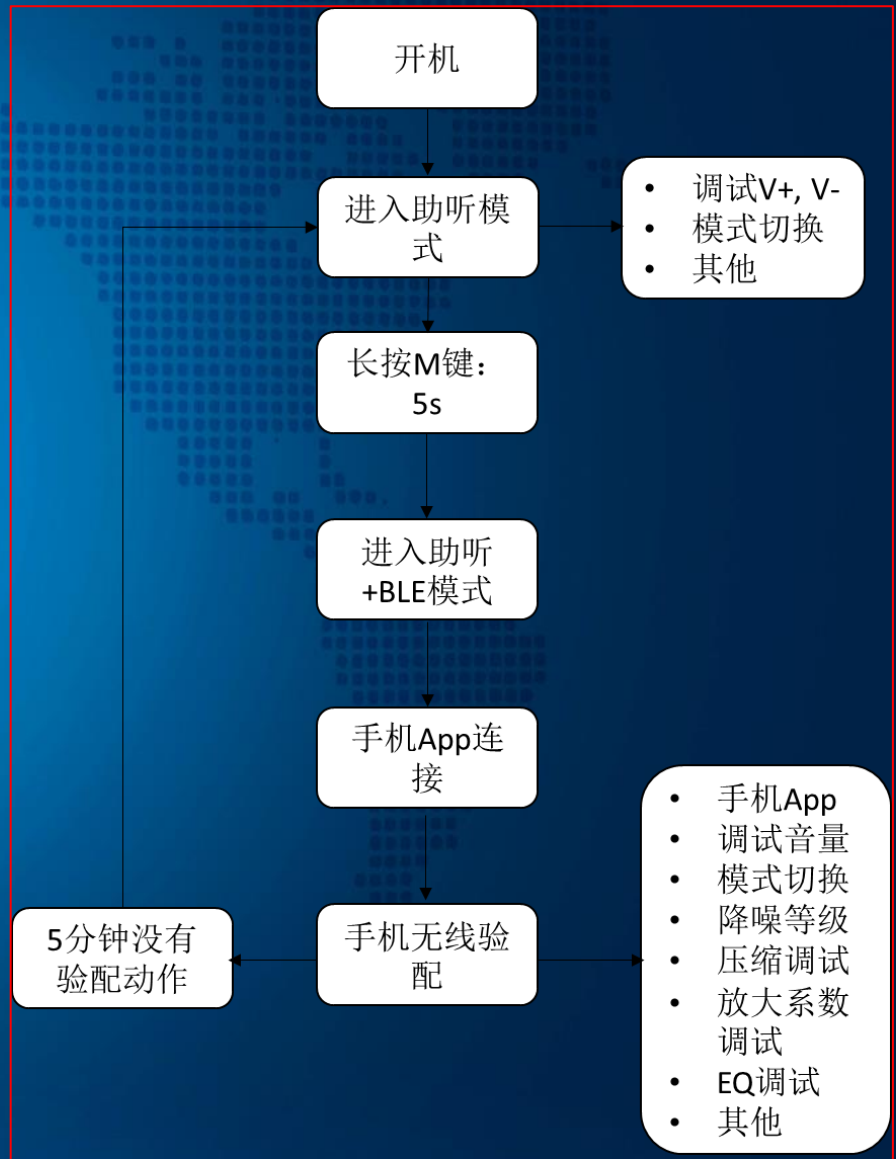 开机
进入助听模
式
• 调试V+, V-
• 模式切换
• 其他
长按M键：
5s
进入助听
+BLE模式
手机App连
接
5分钟没有
验配动作
手机无线验
配
• 手机App
• 调试音量
• 模式切换
• 降噪等级
• 压缩调试
• 放大系数
调试
• EQ调试
• 其他